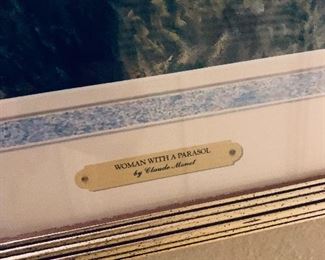 WOMAN WITH A PARASOL
by Claude Monet